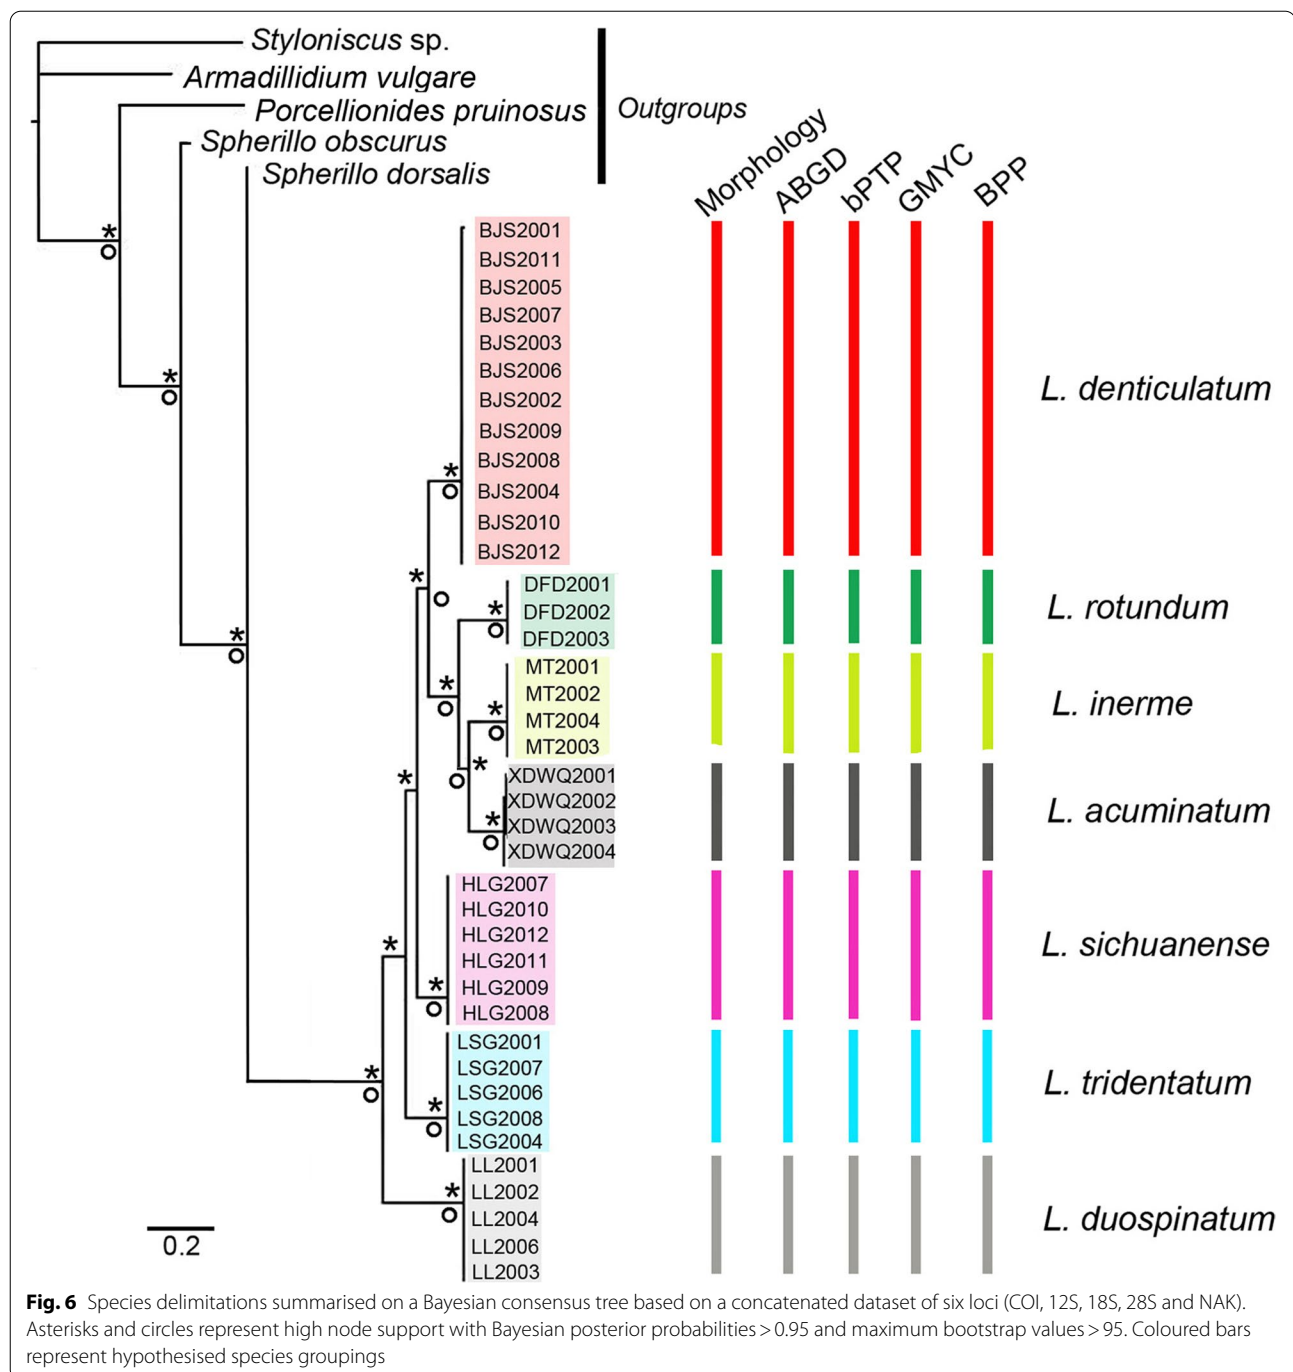 Styloniscus sp.
Armadillidium vulgare
Porcellionides pruinosus
Outgroups
Spherillo obscurus
Spherillo dorsalis
Morphology
ABGD
bPTP
GMYC
BPP
*
BJS2001
BJS2011
BJS2005
BJS2007
BJS2003
BJS2006
BJS2002
BJS2009
BJS2008
BJS2004
BJS2010
BJS2012
L. denticulatum
DFD2001
DFD2002
DFD2003
L. rotundum
MT2001
MT2002
MT2004
MT2003
L. inerme
XDWQ2001
XDWQ2002
XDWQ2003
XDWQ2004
L. acuminatum
HLG2007
HLG2010
HLG2012
HLG2011
HLG2009
HLG2008
L. sichuanense
LSG2001
LSG2007
LSG2006
LSG2008
LSG2004
L. tridentatum
LL2001
LL2002
LL2004
LL2006
LL2003
L. duospinatum
0.2
Fig. 6 Species delimitations summarised on a Bayesian consensus tree based on a concatenated dataset of six loci (COI, 12S, 18S, 28S and NAK).
Asterisks and circles represent high node support with Bayesian posterior probabilities > 0.95 and maximum bootstrap values > 95. Coloured bars
represent hypothesised species groupings